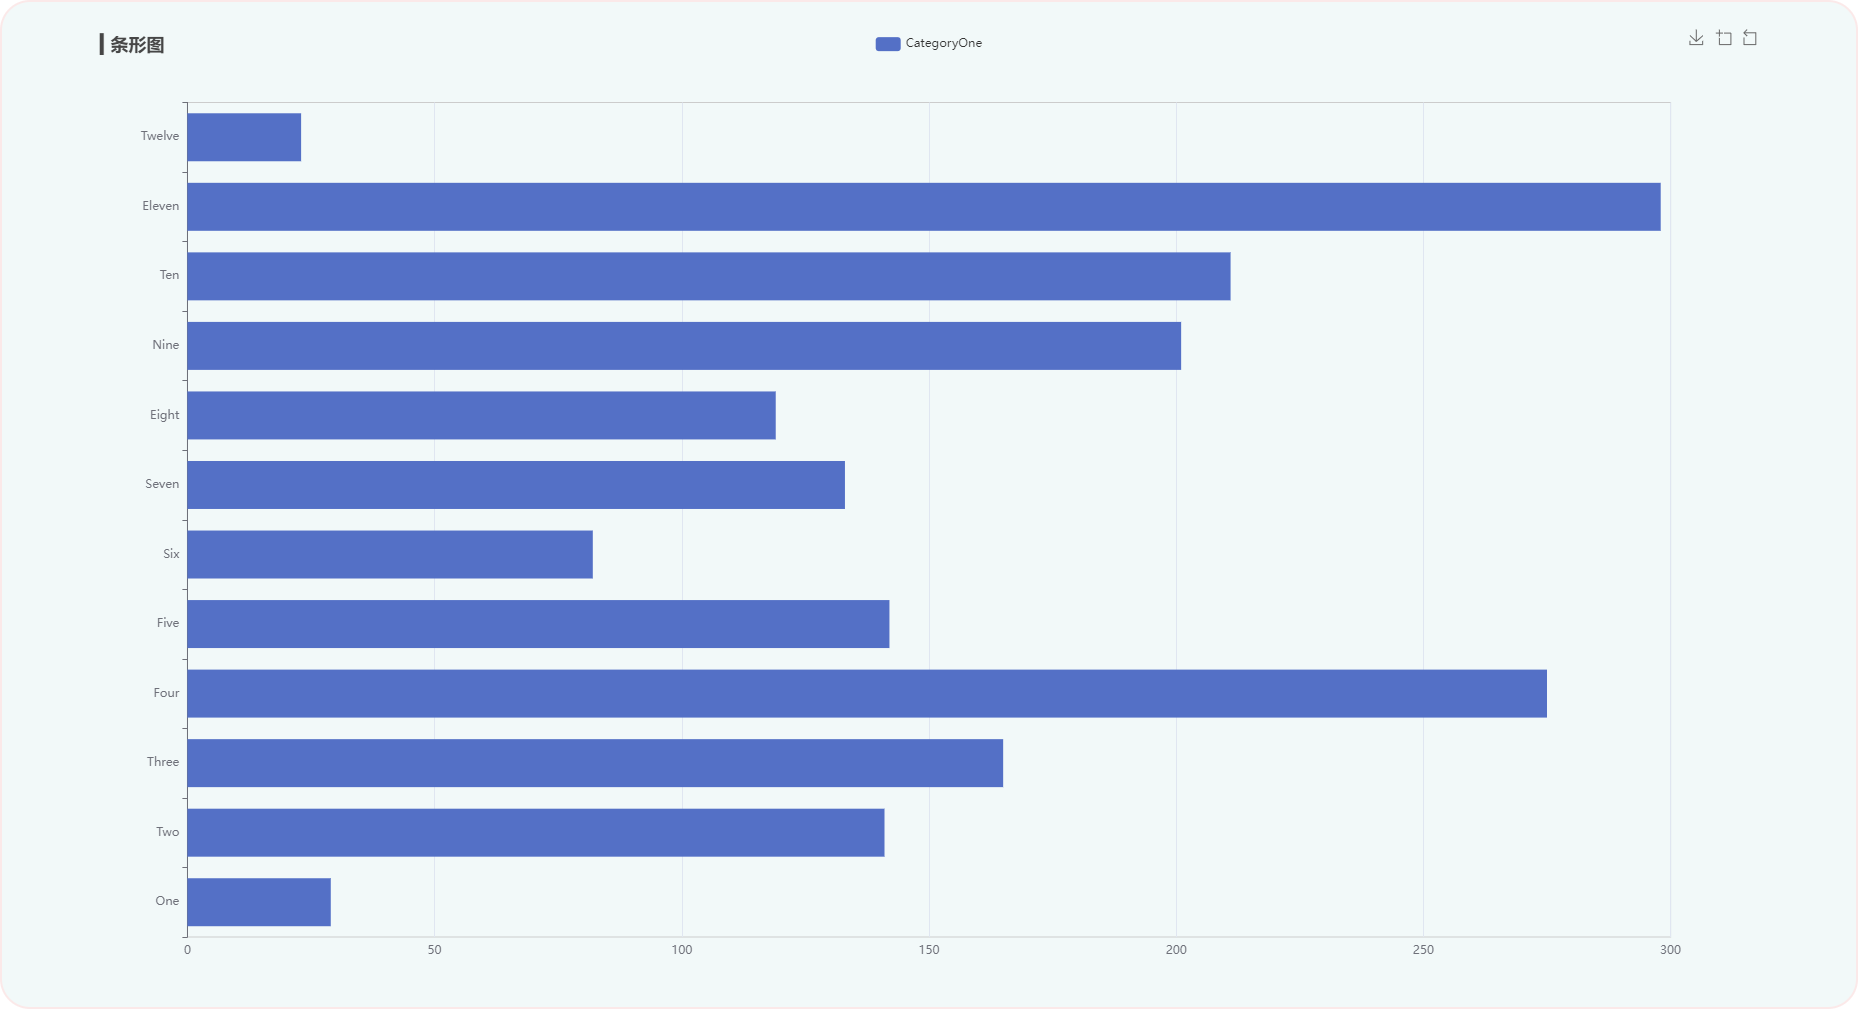 条形图
CategoryOne
Twelve
Eleven
Ten
Nine
Eight
Seven
Six
Five
Four
Three
Two
One
0 50 100 150 200 250 300